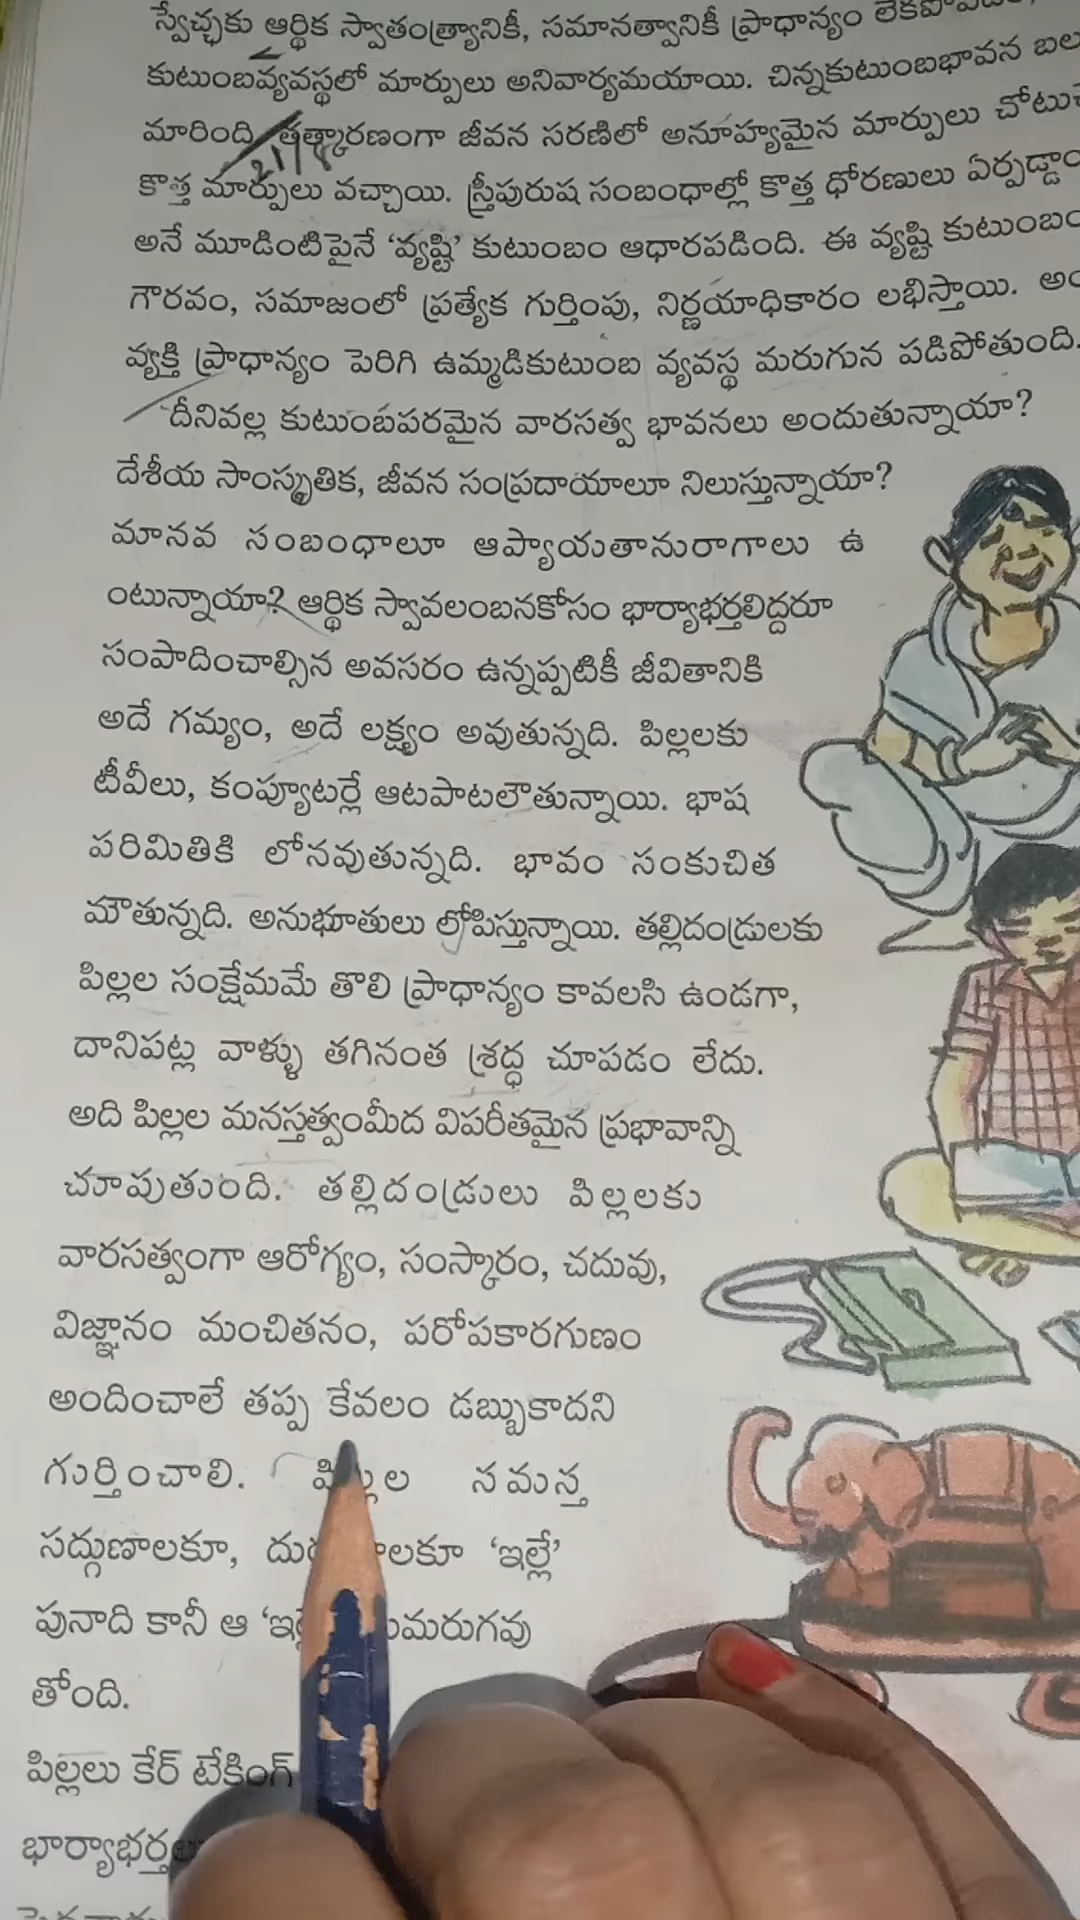 స్వేచ్ఛకు ఆర్థిక స్వాతంత్ర్యానికీ, సమానత్వానికీ ప్రాధాన్యం
కుటుంబవ్యవస్థలో మార్పులు అనివార్యమయాయి. చిన్నకుటుంబభావన
మారింది. తత్కారణంగా జీవన సరణిలో అనూహ్యమైన మార్పులు
21/8
కొత్త మార్పులు వచ్చాయి. స్త్రీపురుష సంబంధాల్లో కొత్త ధోరణులు
అనే మూడింటిపైనే ‘వ్యష్టి’ కుటుంబం ఆధారపడింది. ఈ వ్యష్టి
గౌరవం, సమాజంలో ప్రత్యేక గుర్తింపు, నిర్ణయాధికారం లభిస్తాయి.
వ్యక్తి ప్రాధాన్యం పెరిగి ఉమ్మడికుటుంబ వ్యవస్థ మరుగున పడిపోతుంది.
దీనివల్ల కుటుంబపరమైన వారసత్వ భావనలు అందుతున్నాయా?
దేశీయ సాంస్కృతిక, జీవన సంప్రదాయాలూ నిలుస్తున్నాయా?
మానవ సంబంధాలూ ఆప్యాయతానురాగాలు ఉ
ంటున్నాయా? ఆర్థిక స్వావలంబనకోసం భార్యాభర్తలిద్దరూ
సంపాదించాల్సిన అవసరం ఉన్నప్పటికీ జీవితానికి
అదే గమ్యం, అదే లక్ష్యం అవుతున్నది. పిల్లలకు
టీవీలు, కంప్యూటర్లే ఆటపాటలౌతున్నాయి. భాష
పరిమితికి లోనవుతున్నది. భావం సంకుచిత
మౌతున్నది. అనుభూతులు లోపిస్తున్నాయి. తల్లిదండ్రులకు
పిల్లల సంక్షేమమే తొలి ప్రాధాన్యం కావలసి ఉండగా,
దానిపట్ల వాళ్ళు తగినంత శ్రద్ధ చూపడం లేదు.
అది పిల్లల మనస్తత్వంమీద విపరీతమైన ప్రభావాన్ని
చూపుతుంది. తల్లిదండ్రులు పిల్లలకు
వారసత్వంగా ఆరోగ్యం, సంస్కారం, చదువు,
విజ్ఞానం మంచితనం, పరోపకారగుణం
అందించాలే తప్ప కేవలం డబ్బుకాదని
గుర్తించాలి. పిల్లల సమస్త
సద్గుణాలకూ, ‘ఇల్లే’
పునాది కానీ ఆ
తోంది.
పిల్లలు కేర్ టేకింగ్